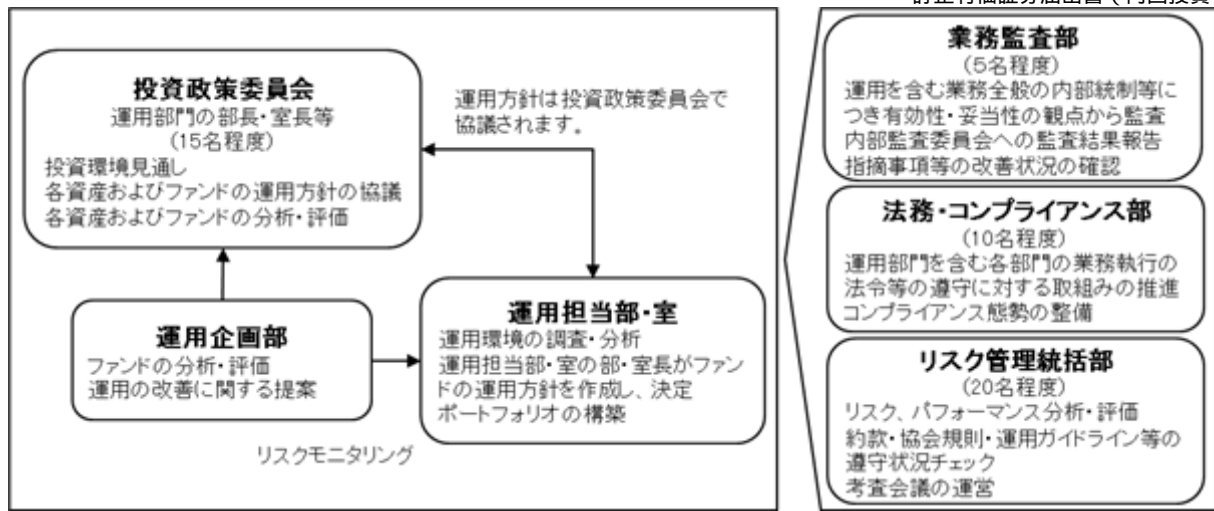 投資政策委員会
運用部門の部長・室長等
(15名程度)
投資環境見通し
各資産およびファンドの運用方針の協議
各資産およびファンドの分析・評価
運用方針は投資政策委員会で
協議されます。
運用企画部
ファンドの分析・評価
運用の改善に関する提案
運用担当部・室
運用環境の調査・分析
運用担当部・室の部・室長がファン
ドの運用方針を作成し、決定
ポートフォリオの構築
リスクモニタリング
業務監査部
(5名程度)
運用を含む業務全般の内部統制等に
つき有効性・妥当性の観点から監査
内部監査委員会への監査結果報告
指摘事項等の改善状況の確認
法務・コンプライアンス部
(10名程度)
運用部門を含む各部門の業務執行の
法令等の遵守に対する取組みの推進
コンプライアンス態勢の整備
リスク管理統括部
(20名程度)
リスク、パフォーマンス分析・評価
約款・協会規則・運用ガイドライン等の
遵守状況チェック
考査会議の運営